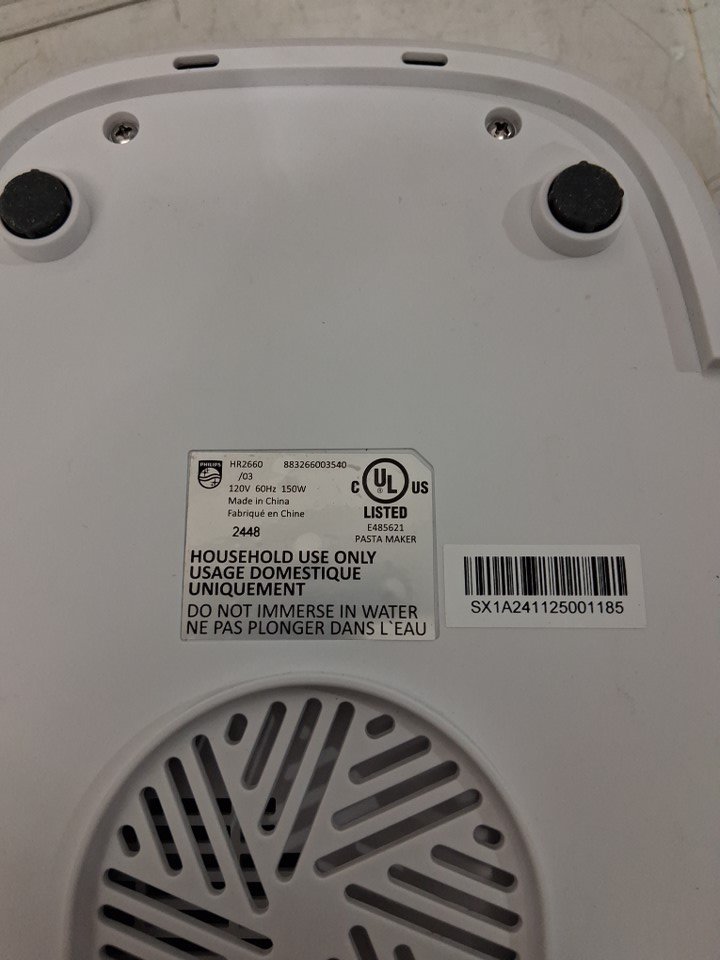 PHILIPS
HR2660 883266003540
/03
120V 60Hz 150W
Made in China
Fabriqué en Chine
2448
C UL US
®
LISTED
E485621
PASTA MAKER
HOUSEHOLD USE ONLY
USAGE DOMESTIQUE
UNIQUEMENT
DO NOT IMMERSE IN WATER
NE PAS PLONGER DANS L`EAU
SX1A241125001185